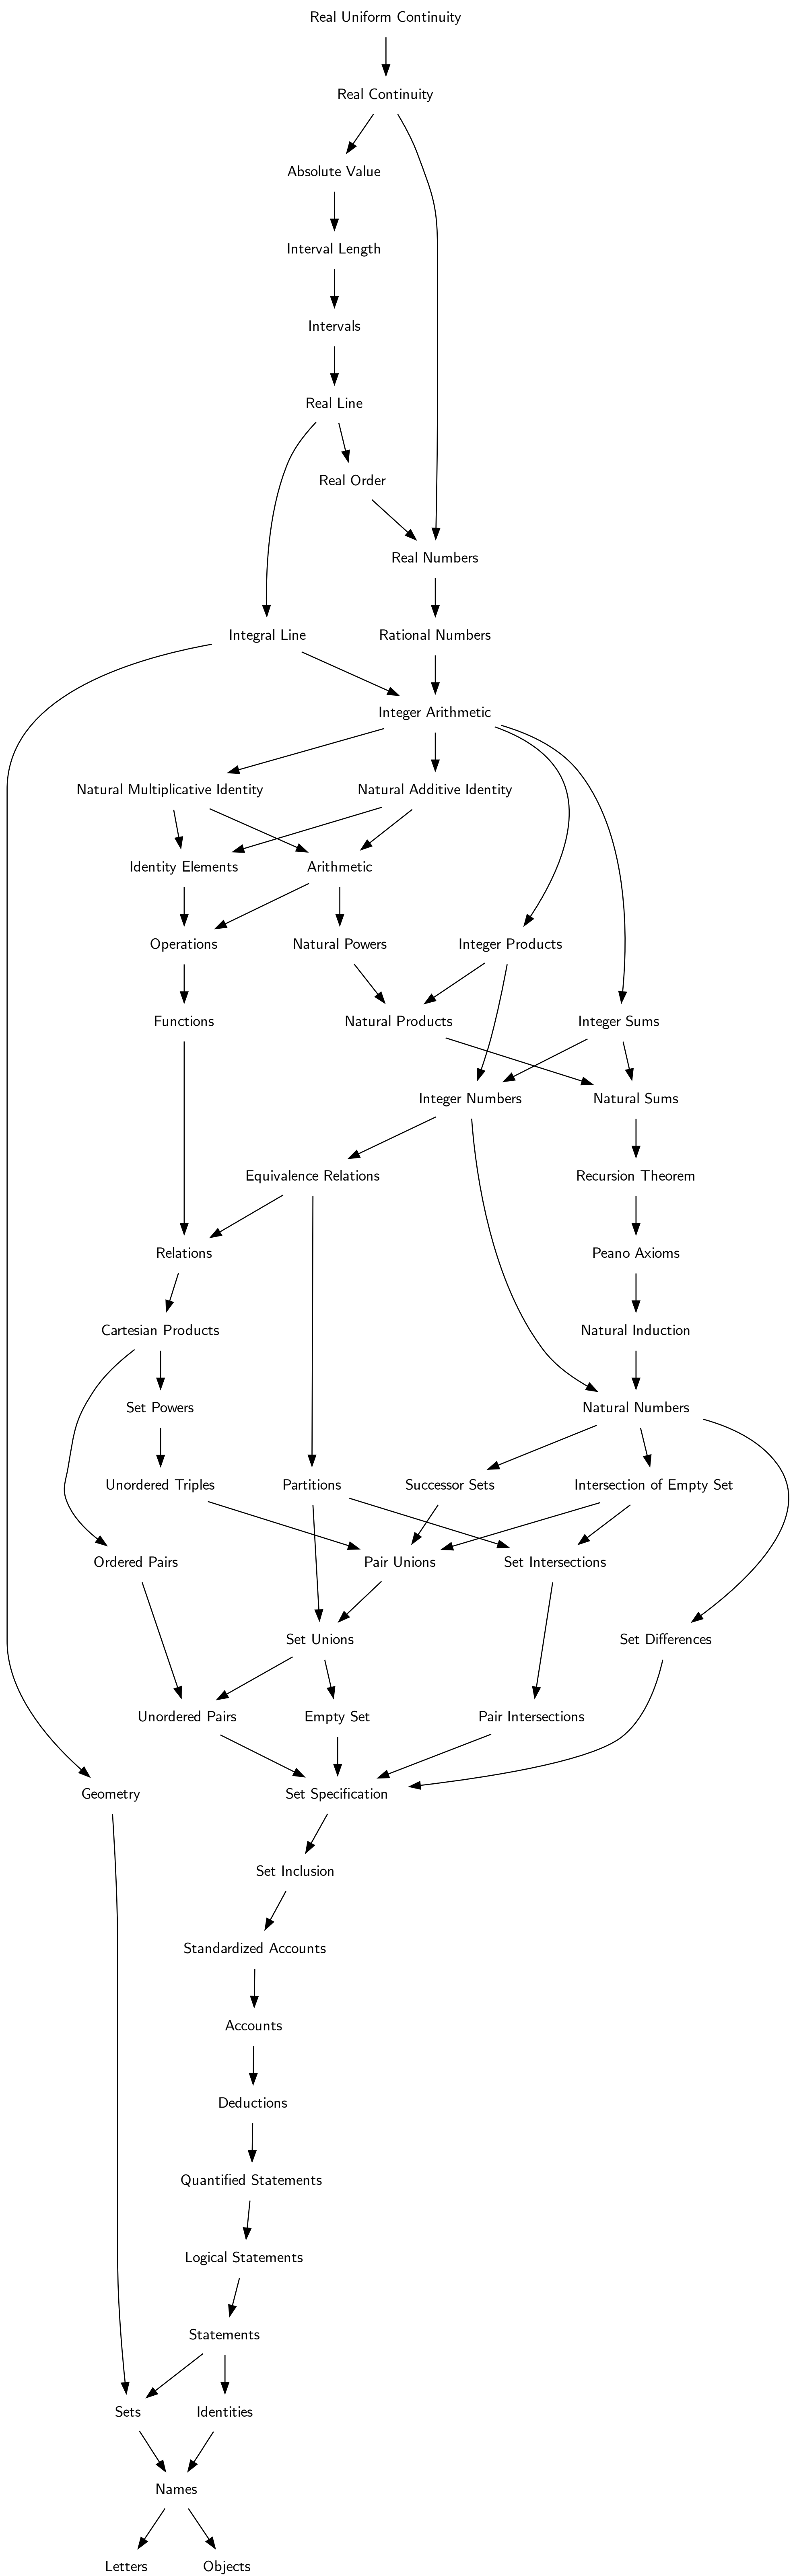 Real Uniform Continuity
Real Continuity
Absolute Value
Interval Length
Intervals
Real Line
Real Order
Real Numbers
Integral Line
Rational Numbers
Integer Arithmetic
Natural Multiplicative Identity
Natural Additive Identity
Identity Elements
Arithmetic
Operations
Natural Powers
Integer Products
Functions
Natural Products
Integer Sums
Integer Numbers
Natural Sums
Equivalence Relations
Recursion Theorem
Relations
Peano Axioms
Cartesian Products
Natural Induction
Set Powers
Natural Numbers
Unordered Triples
Partitions
Successor Sets
Intersection of Empty Set
Ordered Pairs
Pair Unions
Set Intersections
Set Unions
Set Differences
Unordered Pairs
Empty Set
Pair Intersections
Geometry
Set Specification
Set Inclusion
Standardized Accounts
Accounts
Deductions
Quantified Statements
Logical Statements
Statements
Sets
Identities
Names
Letters
Objects